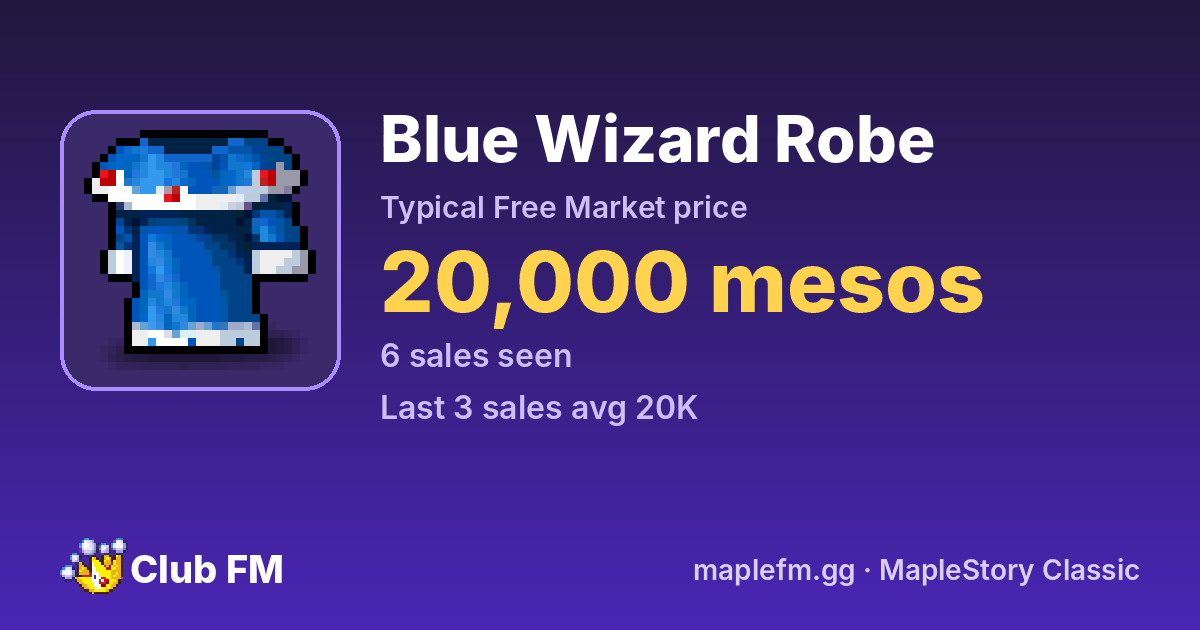 Blue Wizard Robe
Typical Free Market price
20,000 mesos
6 sales seen
Last 3 sales avg 20K
Club FM
maplefm.gg · MapleStory Classic